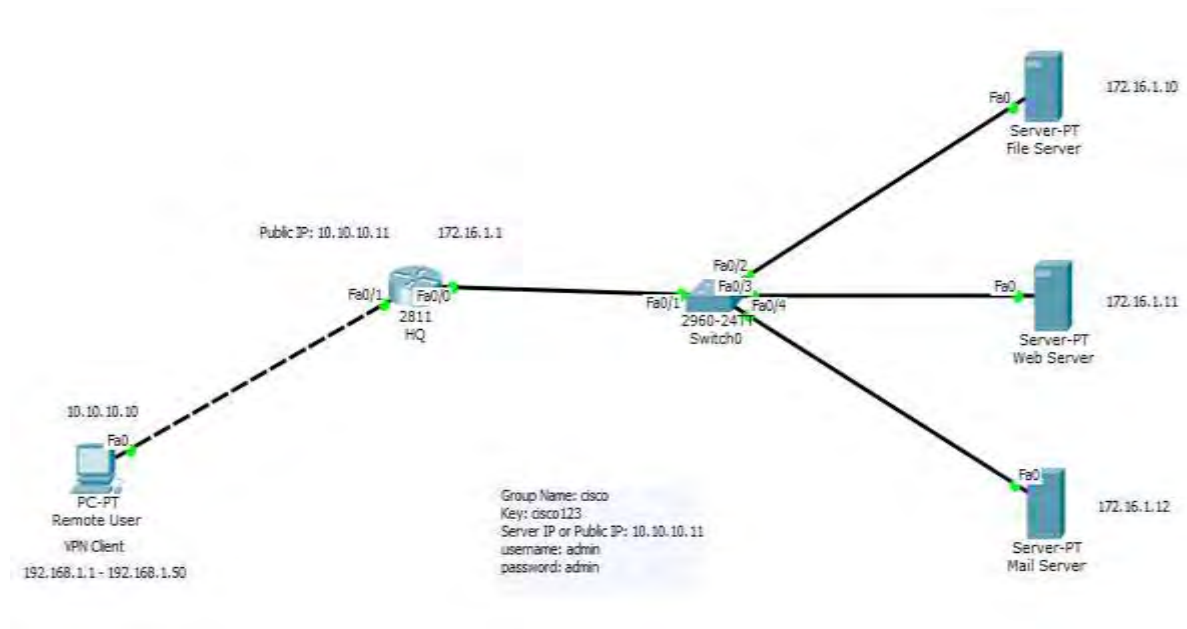 172.16.1.10
Fa0
Server-PT
File Server
Public IP: 10.10.10.11
172.16.1.1
Fa0/2
Fa0/1
Fa0/0
Fa0/1
Fa0/3
Fa0/4
Fa0
172.16.1.11
2811
HQ
2960-24TT
Switch0
Server-PT
Web Server
10.10.10.10
Fa0
PC-PT
Remote User
VPN Client
192.168.1.1 - 192.168.1.50
Group Name: cisco
Key: cisco123
Server IP or Public IP: 10.10.10.11
username: admin
password: admin
Fa0
172.16.1.12
Server-PT
Mail Server